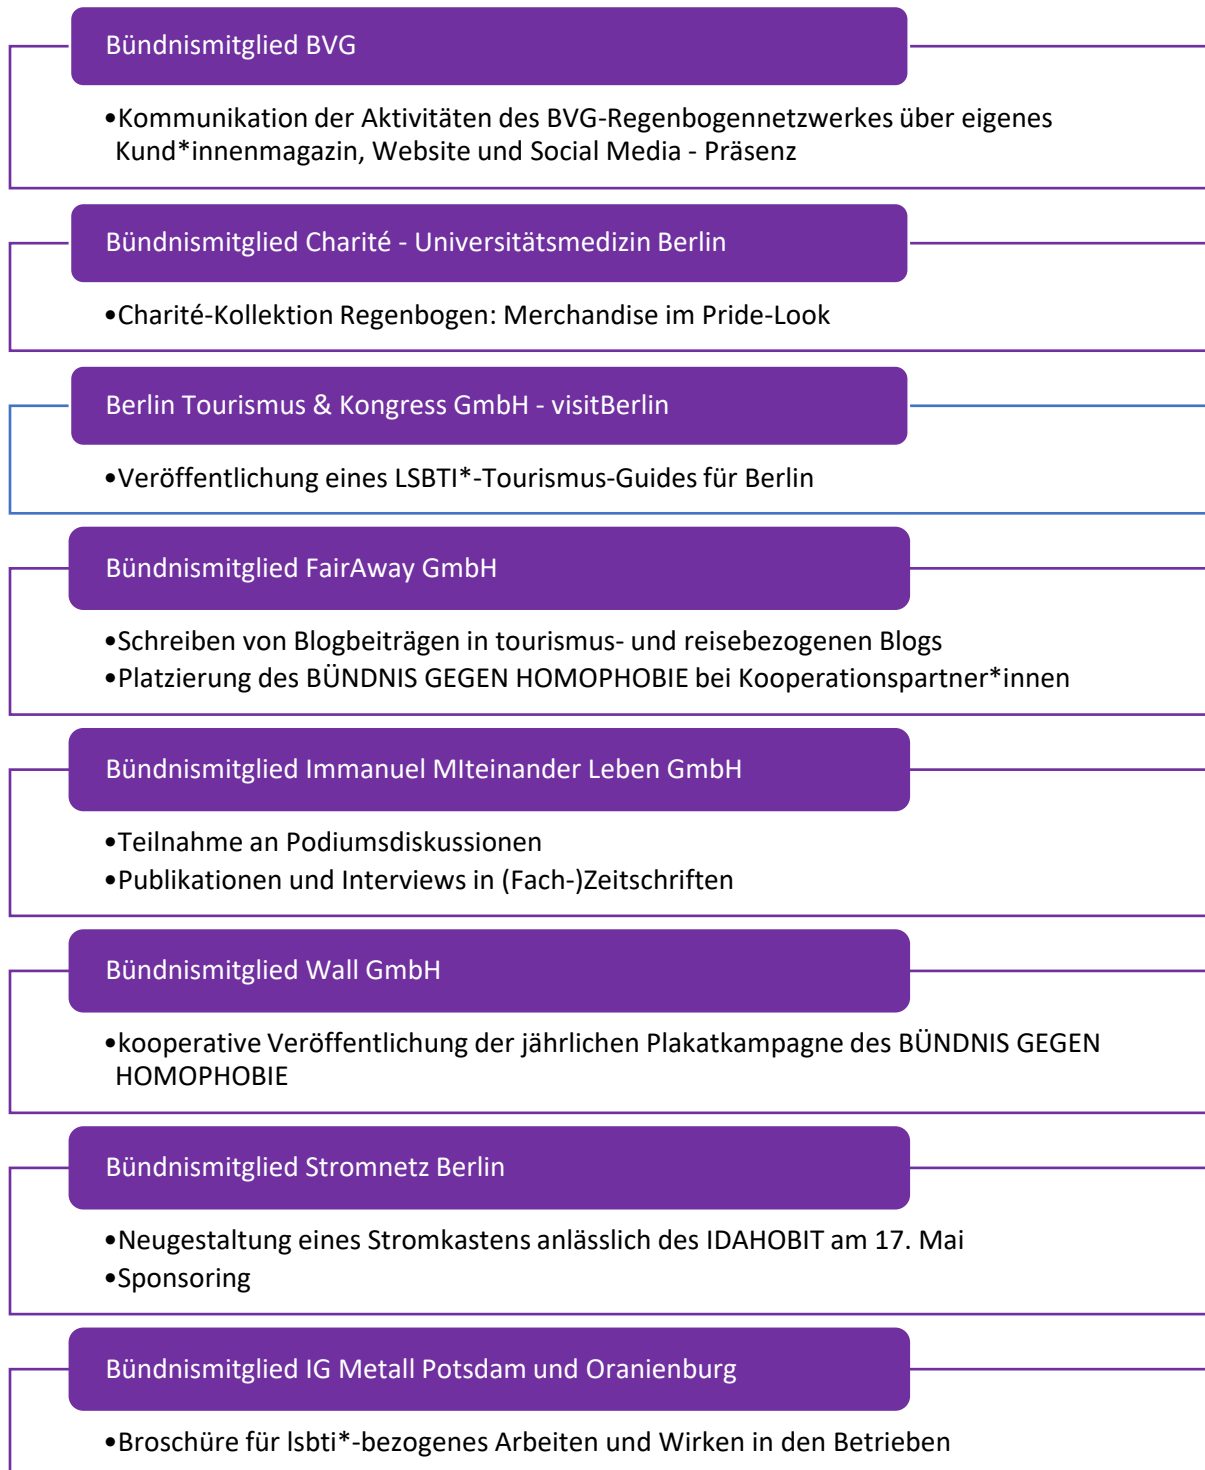 Bündnismitglied BVG
•Kommunikation der Aktivitäten des BVG-Regenbogennetzwerkes über eigenes
Kund*innenmagazin, Website und Social Media - Präsenz
Bündnismitglied Charité - Universitätsmedizin Berlin
•Charité-Kollektion Regenbogen: Merchandise im Pride-Look
Berlin Tourismus & Kongress GmbH - visitBerlin
•Veröffentlichung eines LSBTI*-Tourismus-Guides für Berlin
Bündnismitglied FairAway GmbH
•Schreiben von Blogbeiträgen in tourismus- und reisebezogenen Blogs
•Platzierung des BÜNDNIS GEGEN HOMOPHOBIE bei Kooperationspartner*innen
Bündnismitglied Immanuel MIteinander Leben GmbH
•Teilnahme an Podiumsdiskussionen
•Publikationen und Interviews in (Fach-)Zeitschriften
Bündnismitglied Wall GmbH
•kooperative Veröffentlichung der jährlichen Plakatkampagne des BÜNDNIS GEGEN
HOMOPHOBIE
Bündnismitglied Stromnetz Berlin
•Neugestaltung eines Stromkastens anlässlich des IDAHOBIT am 17. Mai
•Sponsoring
Bündnismitglied IG Metall Potsdam und Oranienburg
•Broschüre für lsbti*-bezogenes Arbeiten und Wirken in den Betrieben